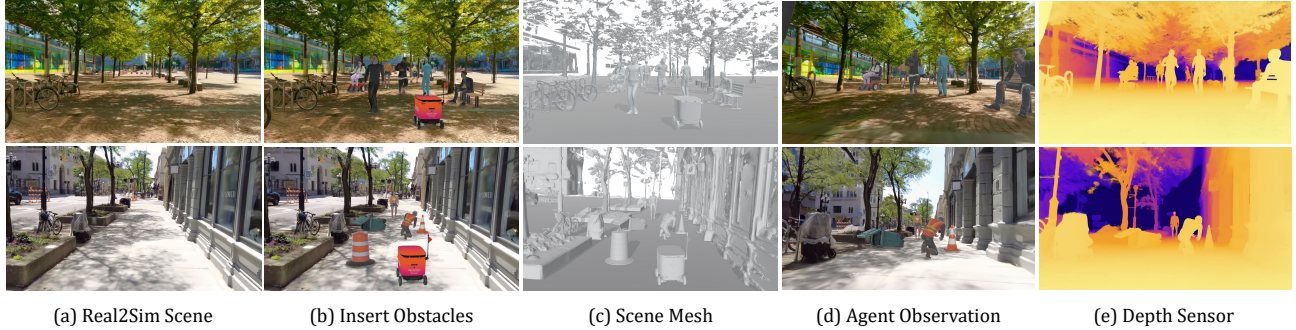 (a) Real2Sim Scene
(b) Insert Obstacles
(c) Scene Mesh
(d) Agent Observation
(e) Depth Sensor